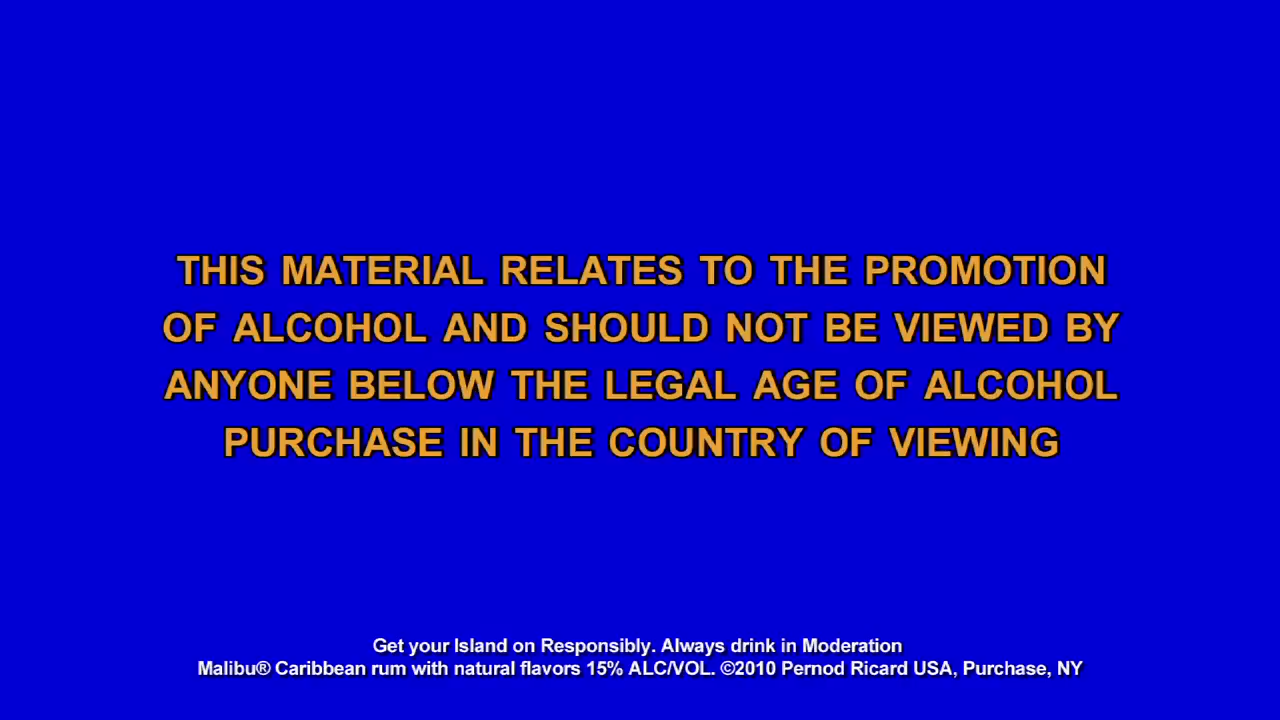 THIS MATERIAL RELATES TO THE PROMOTION
OF ALCOHOL AND SHOULD NOT BE VIEWED BY
ANYONE BELOW THE LEGAL AGE OF ALCOHOL
PURCHASE IN THE COUNTRY OF VIEWING
Get your Island on Responsibly. Always drink in Moderation
Malibu® Caribbean rum with natural flavors 15% ALC/VOL. ©2010 Pernod Ricard USA, Purchase, NY